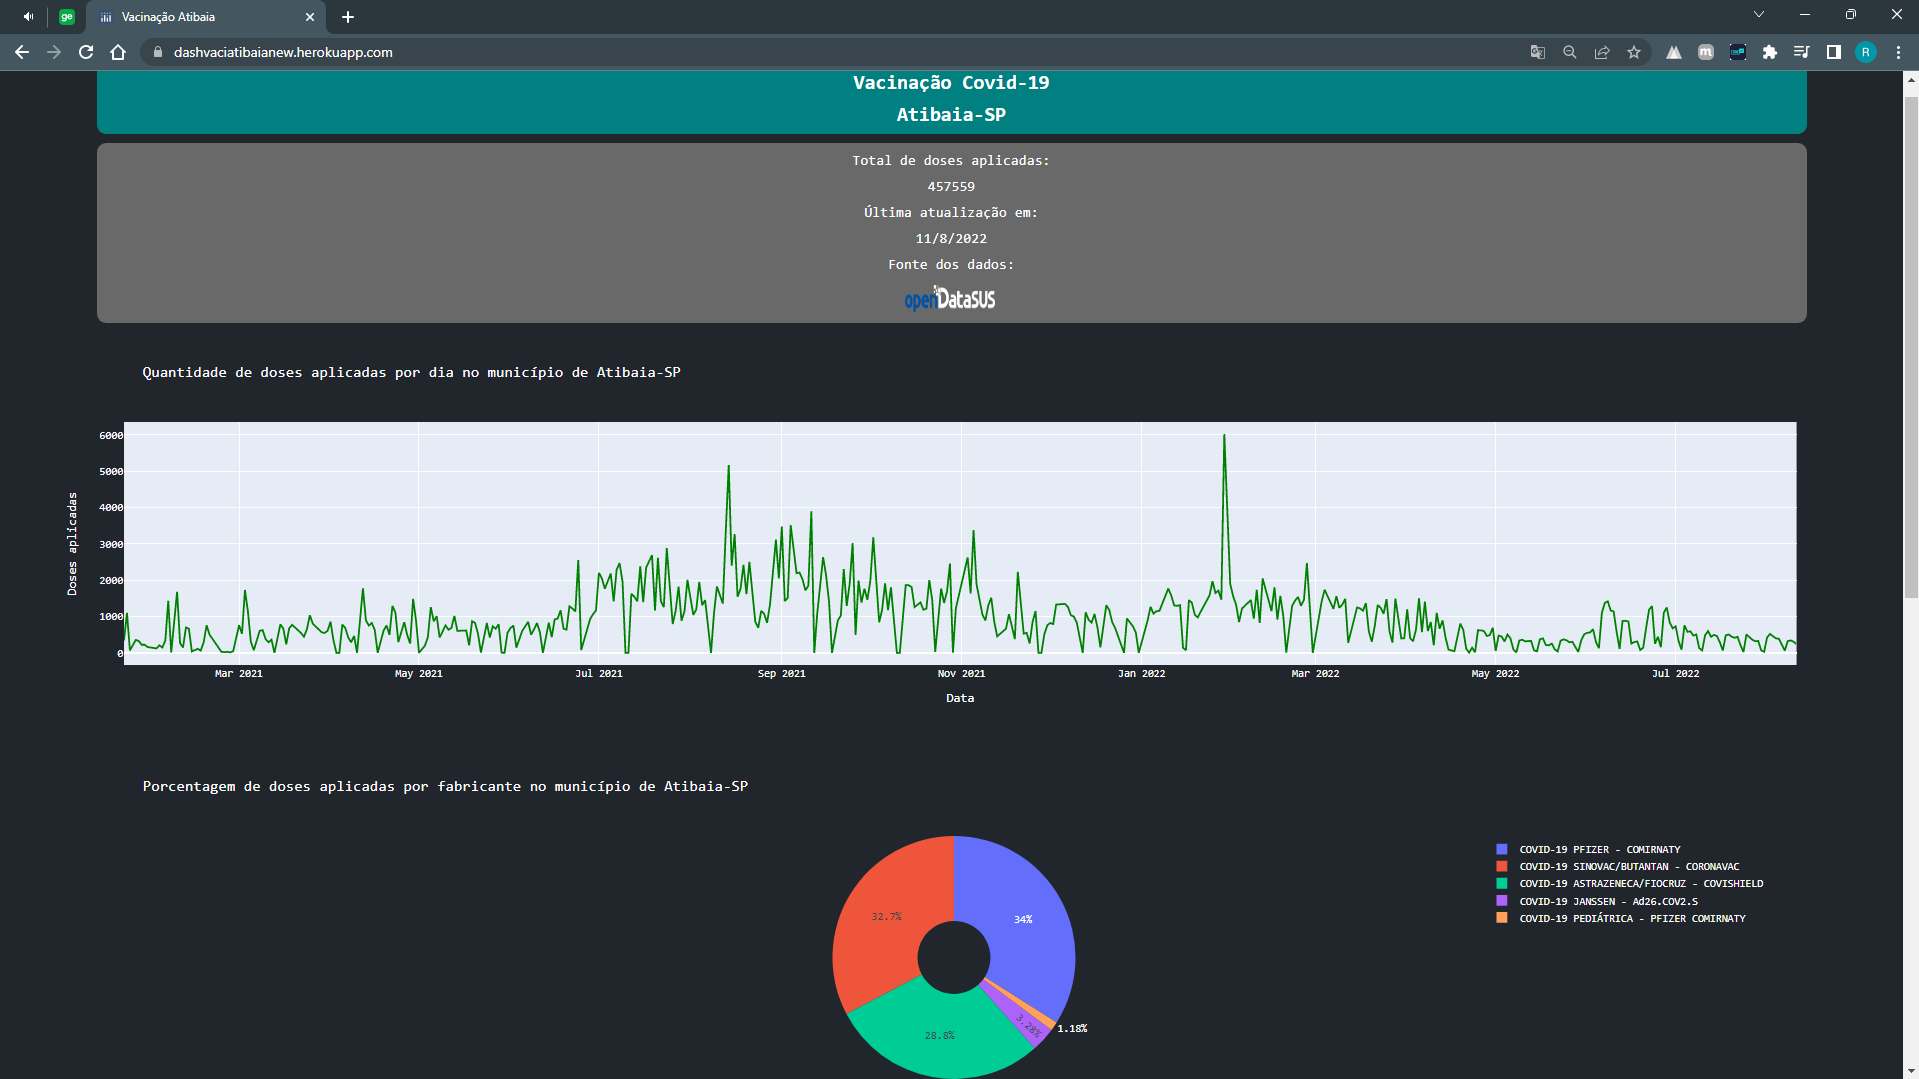 ge
Vacinação Atibaia
dashvaciatibaianew.herokuapp.com
m
R
Vacinação Covid-19
Atibaia-SP
Total de doses aplicadas:
457559
Última atualização em:
11/8/2022
Fonte dos dados:
openDataSUS
Quantidade de doses aplicadas por dia no município de Atibaia-SP
6000
5000
4000
3000
2000
1000
0
Doses aplicadas
Mar 2021
May 2021
Jul 2021
Sep 2021
Nov 2021
Jan 2022
Mar 2022
May 2022
Jul 2022
Data
Porcentagem de doses aplicadas por fabricante no município de Atibaia-SP
34%
32.7%
28.8%
3.28%
1.18%
COVID-19 PFIZER - COMIRNATY
COVID-19 SINOVAC/BUTANTAN - CORONAVAC
COVID-19 ASTRAZENECA/FIOCRUZ - COVISHIELD
COVID-19 JANSSEN - Ad26.COV2.S
COVID-19 PEDIÁTRICA - PFIZER COMIRNATY